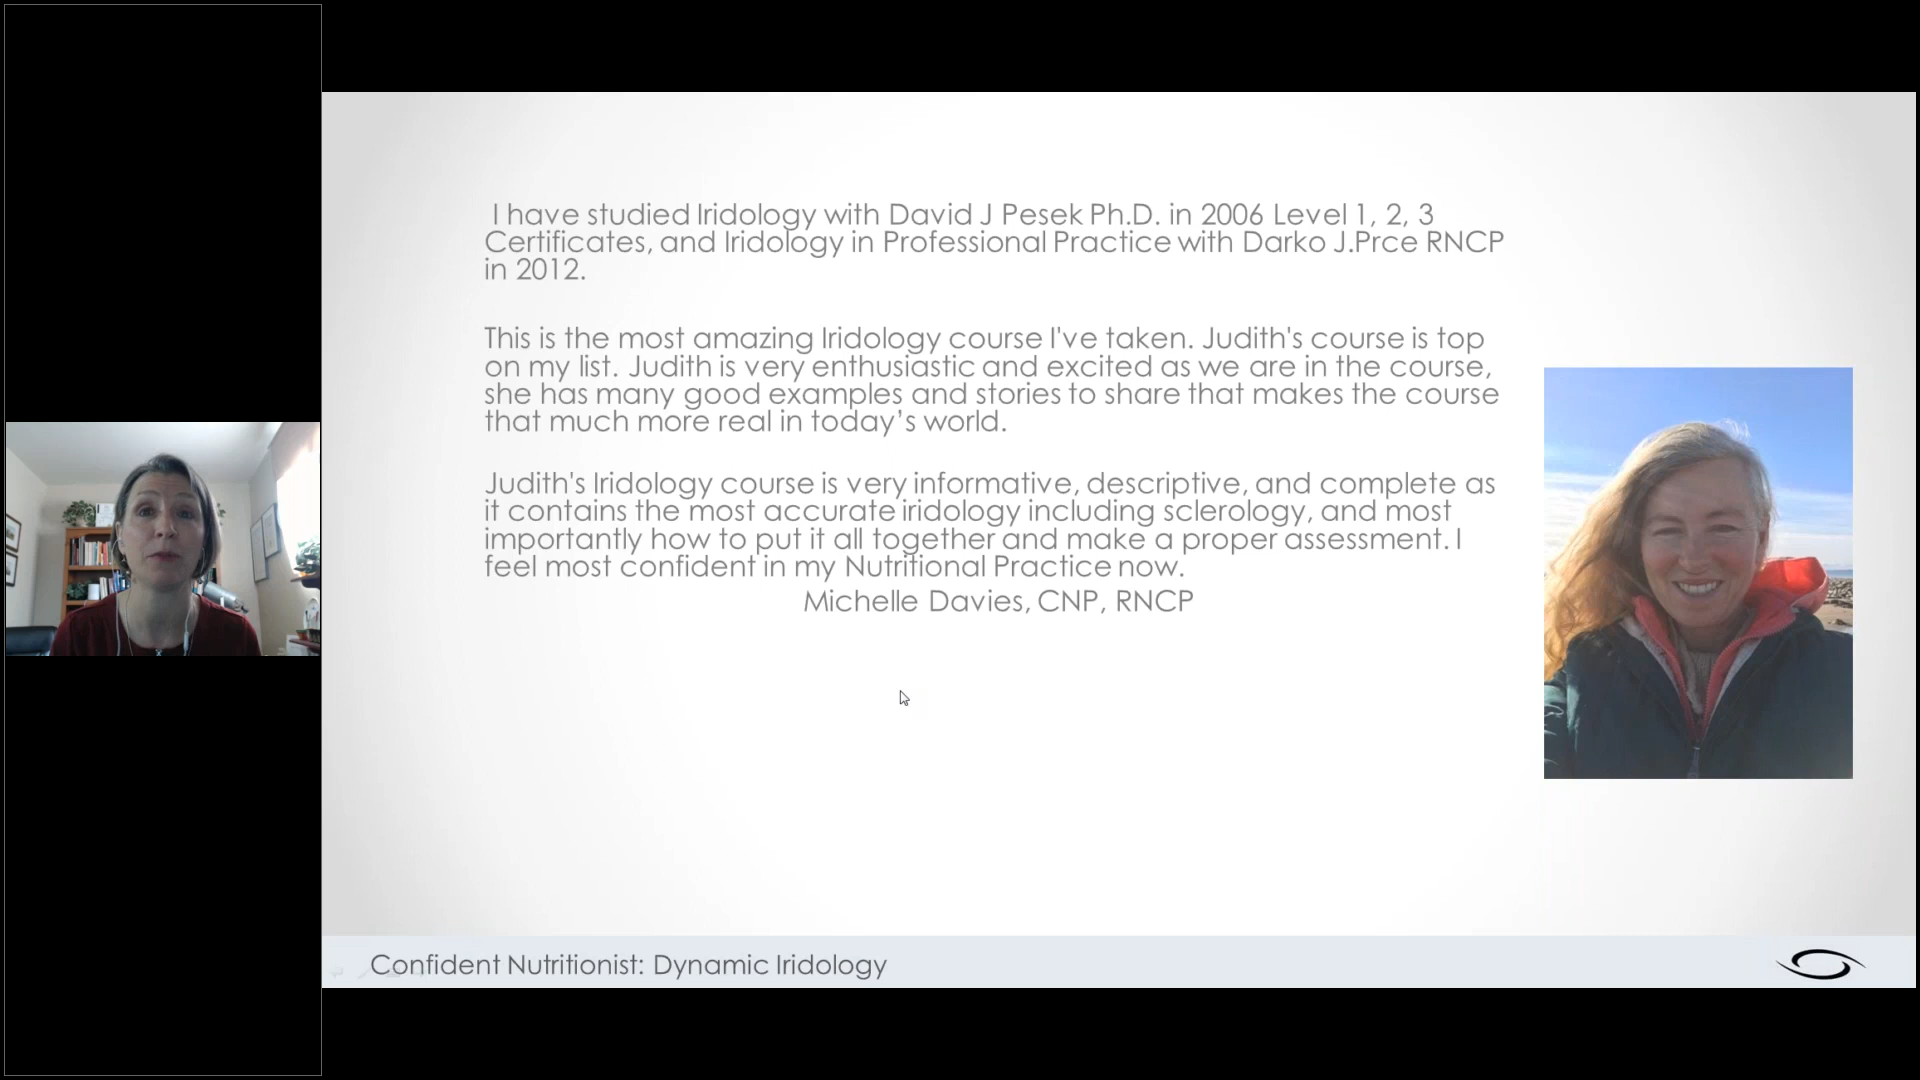 I have studied Iridology with David J Pesek Ph.D. in 2006 Level 1, 2, 3
Certificates, and Iridology in Professional Practice with Darko J.Prce RNCP
in 2012.
This is the most amazing Iridology course I've taken. Judith's course is top
on my list. Judith is very enthusiastic and excited as we are in the course,
she has many good examples and stories to share that makes the course
that much more real in today’s world.
Judith's Iridology course is very informative, descriptive, and complete as
it contains the most accurate iridology including sclerology, and most
importantly how to put it all together and make a proper assessment. I
feel most confident in my Nutritional Practice now.
Michelle Davies, CNP, RNCP
Confident Nutritionist: Dynamic Iridology